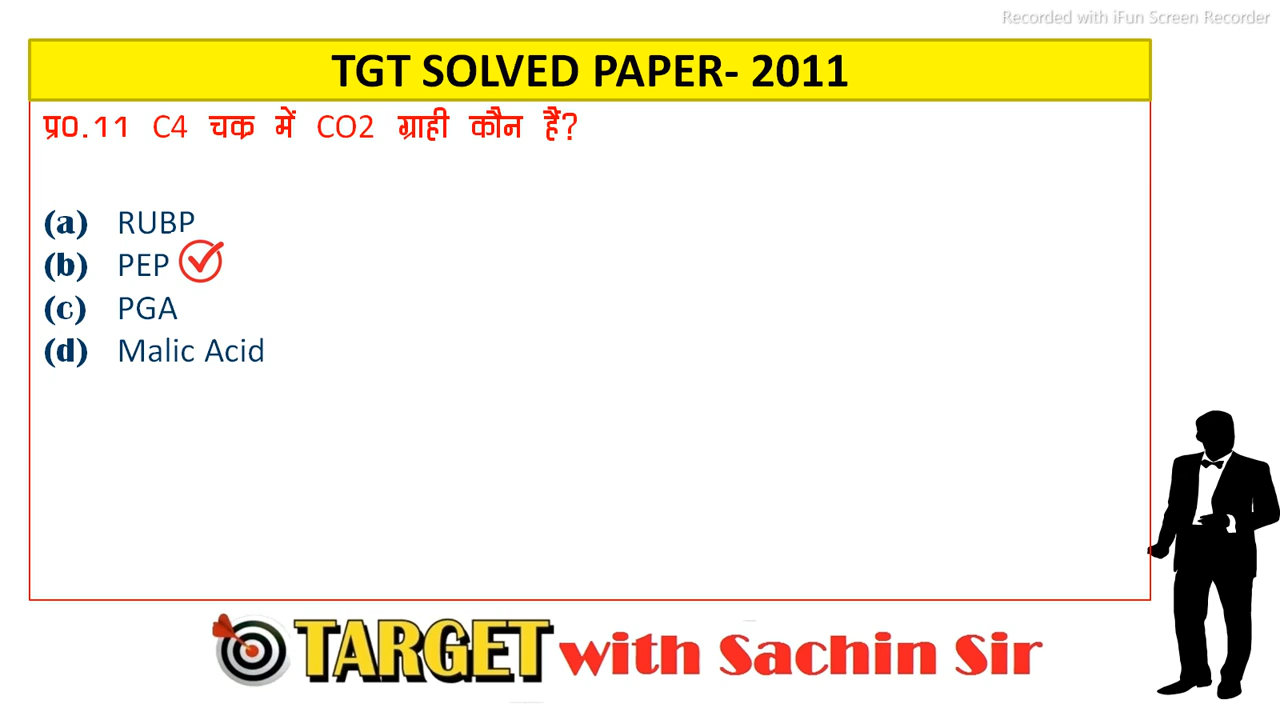 Recorded with iFun Screen Recorder
TGT SOLVED PAPER- 2011
प्र0.11 C4 चक्र में CO2 ग्राही कौन हैं?
(a) RUBP
(b) PEP
(c) PGA
(d) Malic Acid
TARGET with Sachin Sir